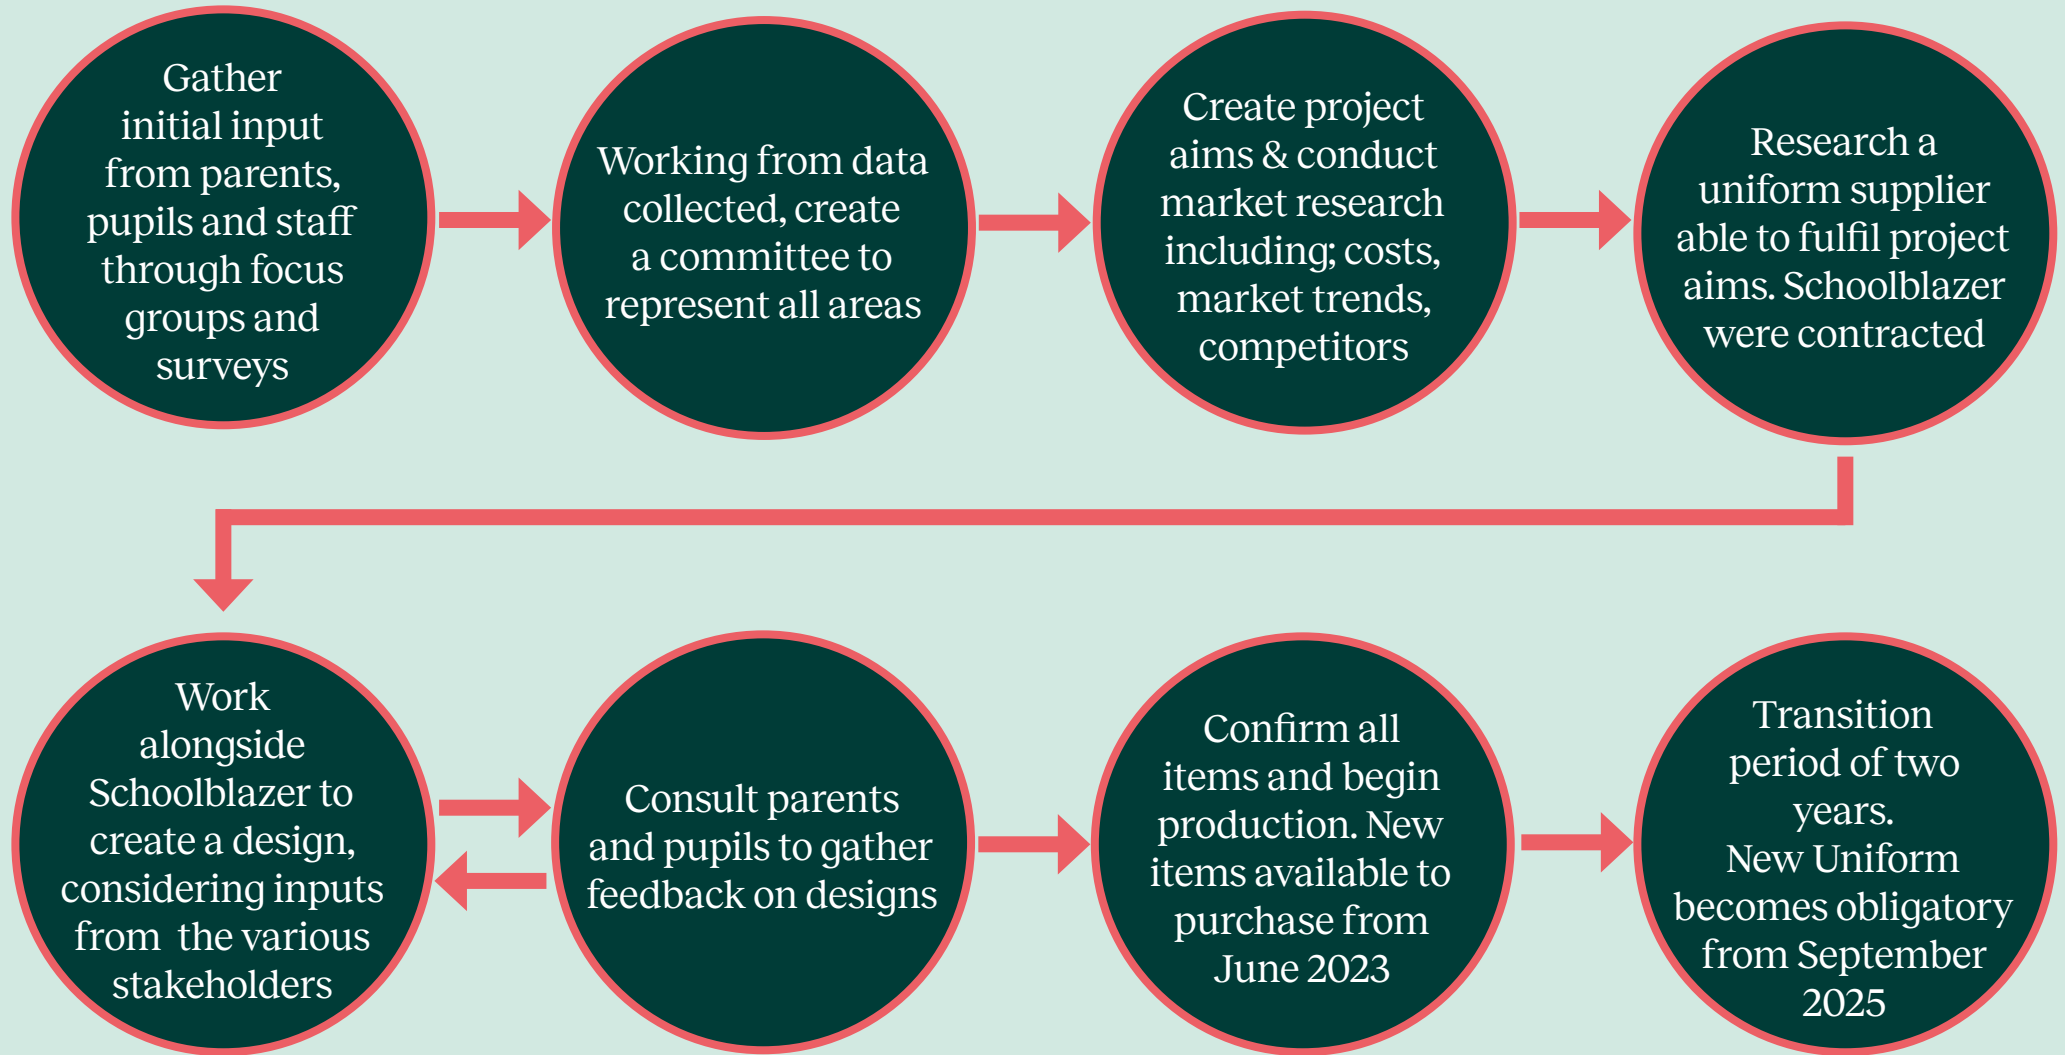 Gather
initial input
from parents,
pupils and staff
through focus
groups and
surveys
Working from data
collected, create
a committee to
represent all areas
Create project
aims & conduct
market research
including; costs,
market trends,
competitors
Research a
uniform supplier
able to fulfil project
aims. Schoolblazer
were contracted
Work
alongside
Schoolblazer to
create a design,
considering inputs
from  the various
stakeholders
Consult parents
and pupils to gather
feedback on designs
Confirm all
items and begin
production. New
items available to
purchase from
June 2023
Transition
period of two
years.
New Uniform
becomes obligatory
from September
2025